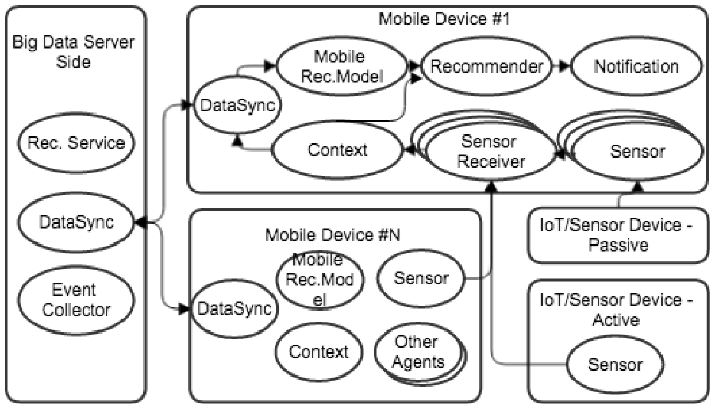 Big Data Server
Side
Rec. Service
DataSync
Event
Collector
Mobile Device #1
DataSync
Mobile
Rec.Model
Recommender
Notification
Context
Sensor
Receiver
Sensor
Mobile Device #N
DataSync
Mobile
Rec.Mod
el
Sensor
Context
Other
Agents
IoT/Sensor Device -
Passive
IoT/Sensor Device -
Active
Sensor